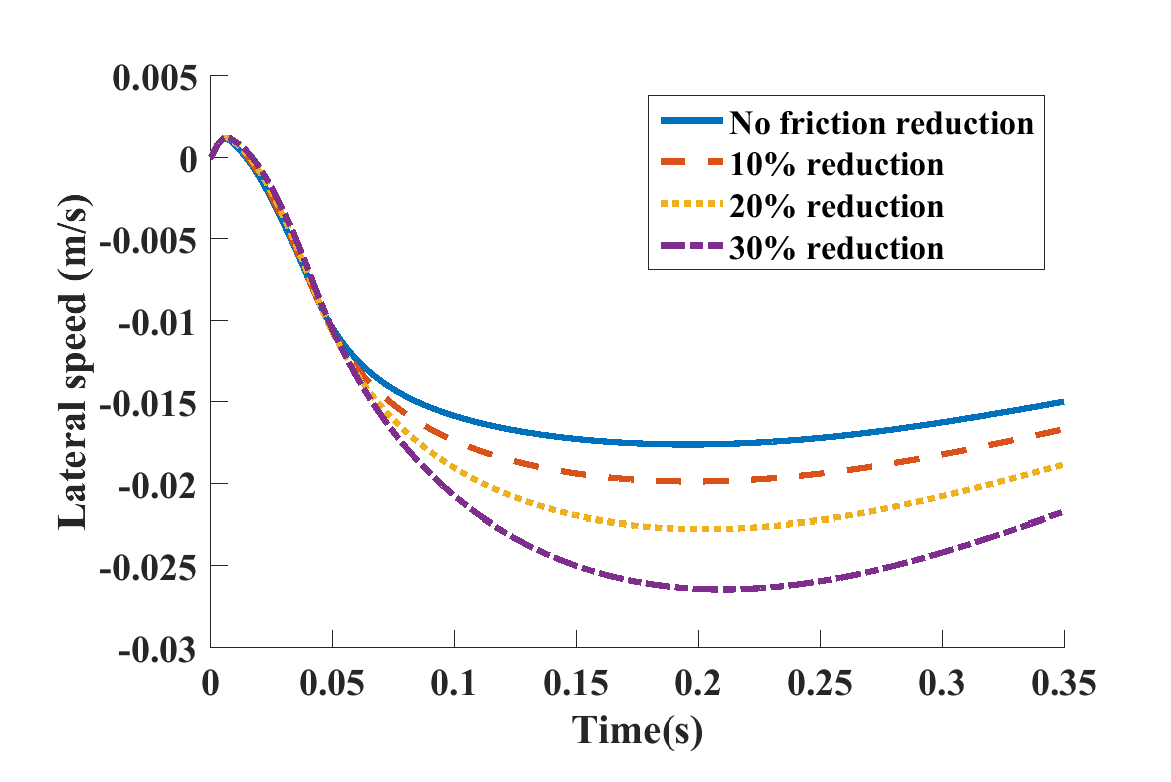 0.005
0
-0.005
-0.01
-0.015
-0.02
-0.025
-0.03
Lateral speed (m/s)
No friction reduction
10% reduction
20% reduction
30% reduction
0 0.05 0.1 0.15 0.2 0.25 0.3 0.35
Time(s)